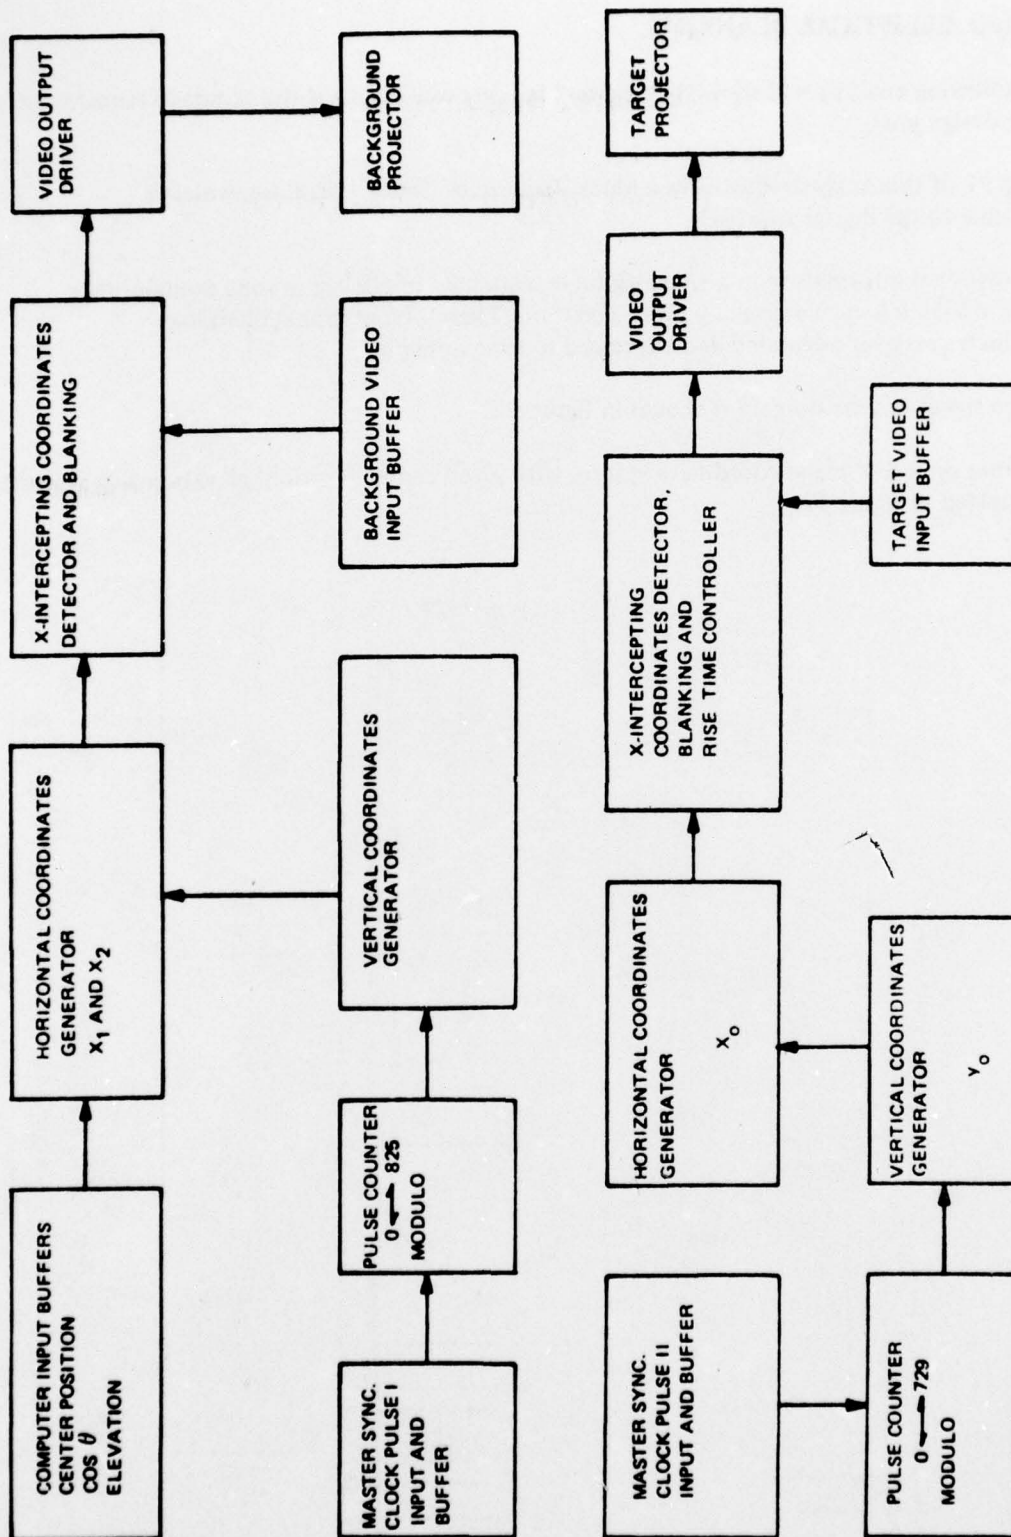 COMPUTER INPUT BUFFERS
CENTER POSITION
COS θ
ELEVATION
HORIZONTAL COORDINATES
GENERATOR
X1 AND X2
X-INTERCEPTING COORDINATES
DETECTOR AND BLANKING
VIDEO OUTPUT
DRIVER
MASTER SYNC.
CLOCK PULSE I
INPUT AND
BUFFER
PULSE COUNTER
0 825
MODULO
VERTICAL COORDINATES
GENERATOR
BACKGROUND VIDEO
INPUT BUFFER
BACKGROUND
PROJECTOR
MASTER SYNC.
CLOCK PULSE II
INPUT AND BUFFER
HORIZONTAL COORDINATES
GENERATOR
Xo
X-INTERCEPTING
COORDINATES DETECTOR,
BLANKING AND
RISE TIME CONTROLLER
VIDEO
OUTPUT
DRIVER
TARGET
PROJECTOR
PULSE COUNTER
0 729
MODULO
VERTICAL COORDINATES
GENERATOR
Yo
TARGET VIDEO
INPUT BUFFER